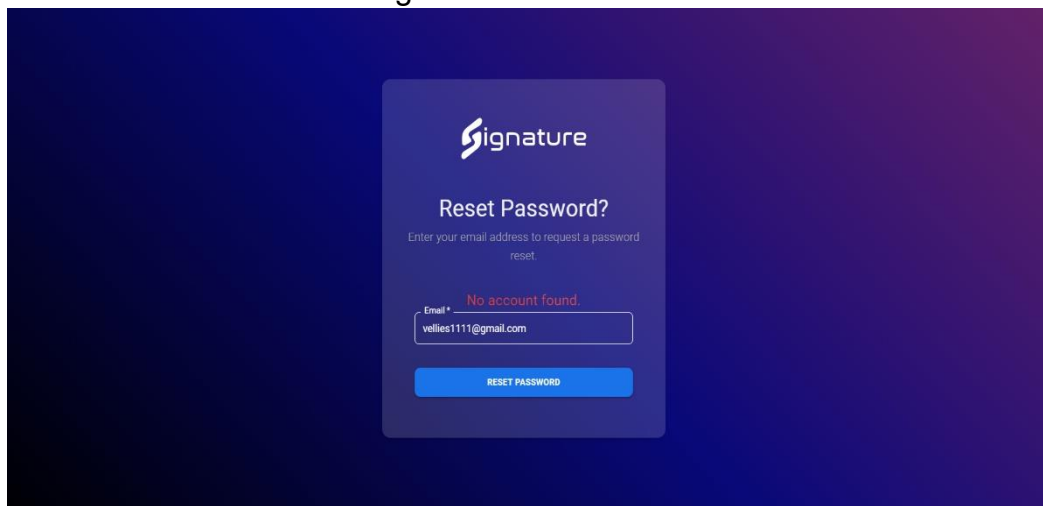 Signature
Reset Password?
Enter your email address to request a password
reset.
No account found.
Email *
vellies1111@gmail.com
RESET PASSWORD